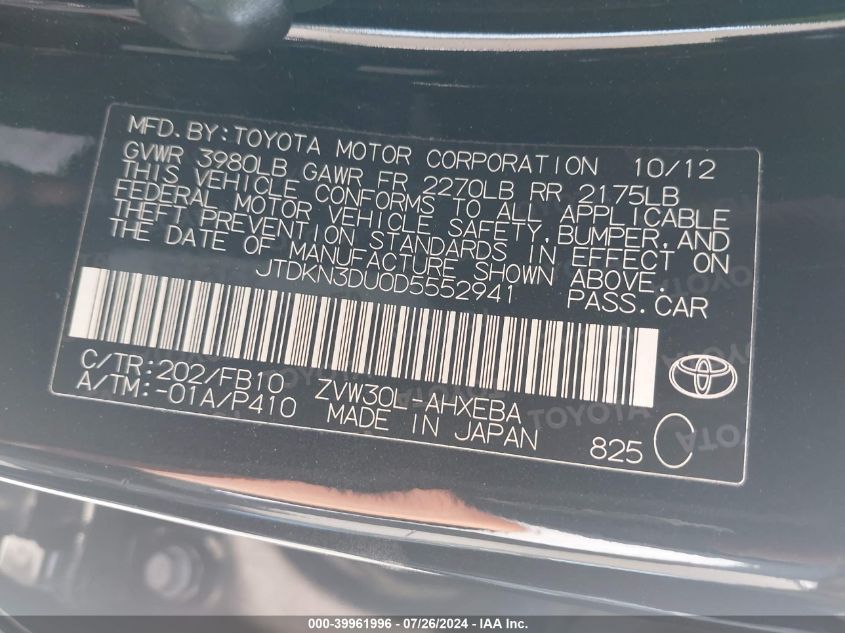 MFD. BY: TOYOTA MOTOR CORPORATION 10/12
GVWR 3980LB GAWR FR 2270LB RR 2175LB
THIS VEHICLE CONFORMS TO ALL APPLICABLE
FEDERAL MOTOR VEHICLE SAFETY, BUMPER, AND
THEFT PREVENTION STANDARDS IN EFFECT ON
THE DATE OF MANUFACTURE SHOWN ABOVE.
JTDKN3DU0D5552941 PASS. CAR
C/TR: 202/FB10 ZVW30L-AHXEBA
A/TM: -01A/P410 MADE IN JAPAN
825
TOYOTA
000-39961996 - 07/26/2024 - IAA Inc.